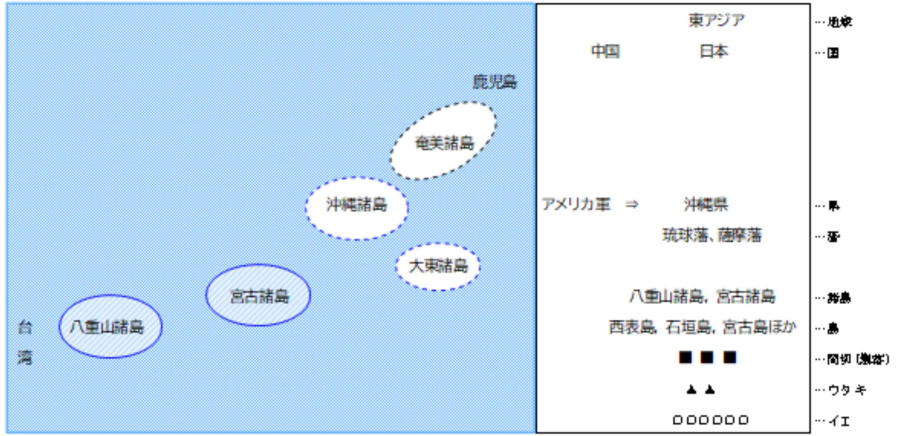 東アジア …地域
中国 日本 …国
鹿児島
奄美諸島
沖縄諸島
アメリカ軍 ⇒ 沖縄県 …県
琉球藩、薩摩藩 …藩
大東諸島
宮古諸島
八重山諸島, 宮古諸島 …諸島
台湾
八重山諸島
西表島, 石垣島, 宮古島ほか …島
■ ■ ■ …間切
▲ ▲ …ウタキ
○○○○○○ …イエ